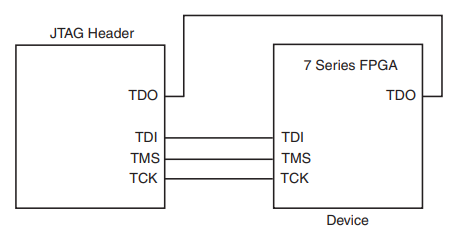 JTAG Header
TDO
TDI
TMS
TCK
7 Series FPGA
TDO
TDI
TMS
TCK
Device